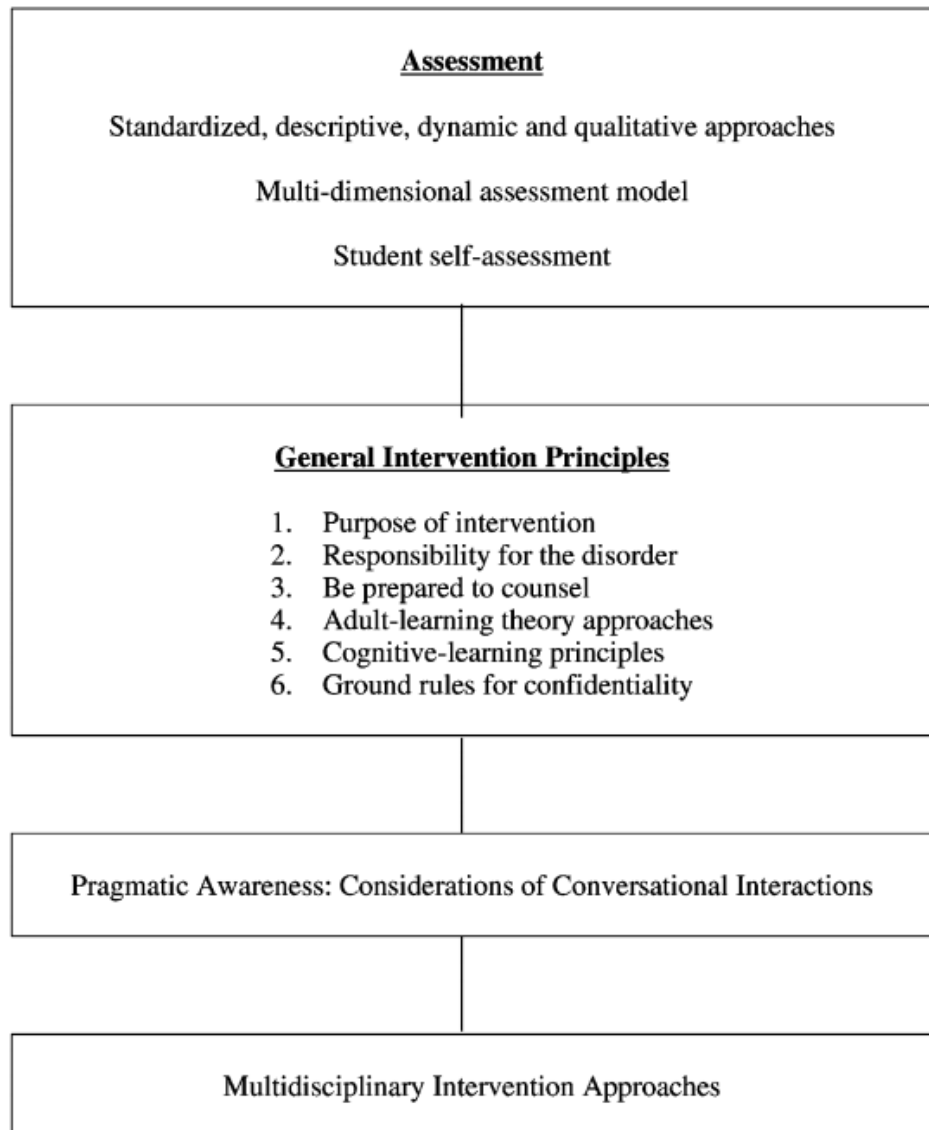 Assessment
Standardized, descriptive, dynamic and qualitative approaches
Multi-dimensional assessment model
Student self-assessment
General Intervention Principles
1. Purpose of intervention
2. Responsibility for the disorder
3. Be prepared to counsel
4. Adult-learning theory approaches
5. Cognitive-learning principles
6. Ground rules for confidentiality
Pragmatic Awareness: Considerations of Conversational Interactions
Multidisciplinary Intervention Approaches